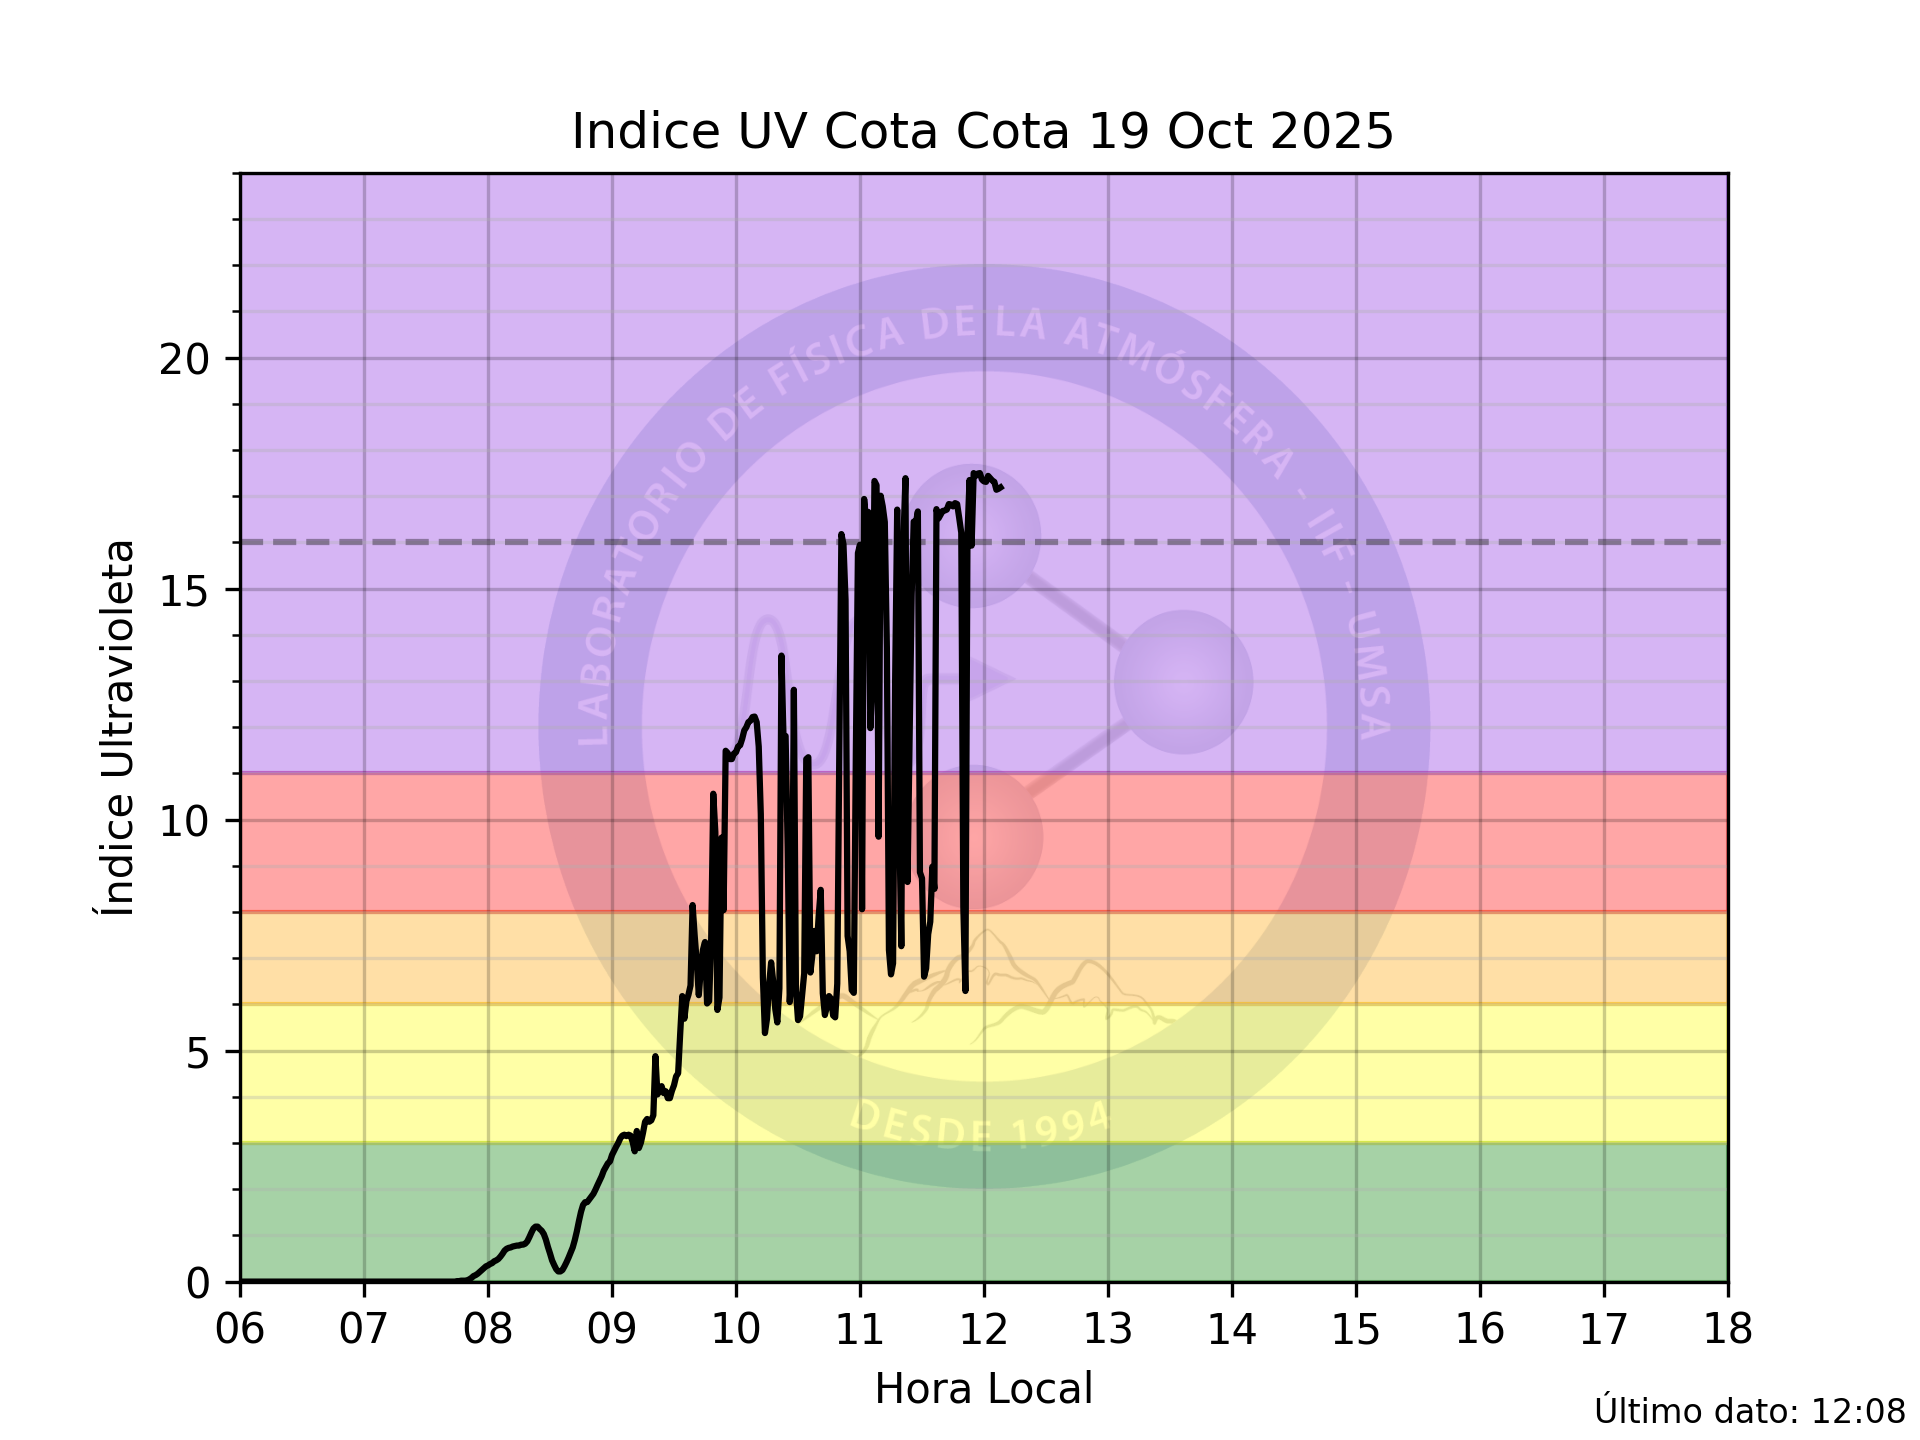 Indice UV Cota Cota 19 Oct 2025
LABORATORIO DE FÍSICA DE LA ATMÓSFERA - IIF - UMSA
DESDE 1994
Índice Ultravioleta
20
15
10
5
0
06 07 08 09 10 11 12 13 14 15 16 17 18
Hora Local
Último dato: 12:08